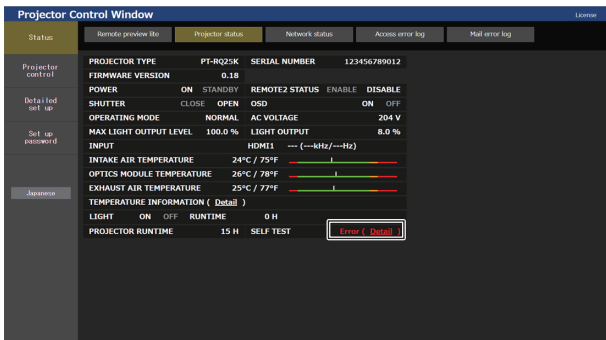 Projector Control Window
License
Status
Remote preview lite
Projector status
Network status
Access error log
Mail error log
Projector
control
Detailed
set up
Set up
password
Japanese
PROJECTOR TYPE PT-RQ25K SERIAL NUMBER 123456789012
FIRMWARE VERSION 0.18
POWER ON STANDBY REMOTE2 STATUS ENABLE DISABLE
SHUTTER CLOSE OPEN OSD ON OFF
OPERATING MODE NORMAL AC VOLTAGE 204 V
MAX LIGHT OUTPUT LEVEL 100.0 % LIGHT OUTPUT 8.0 %
INPUT HDMI1 --- (---kHz/---Hz)
INTAKE AIR TEMPERATURE 24°C / 75°F
OPTICS MODULE TEMPERATURE 26°C / 78°F
EXHAUST AIR TEMPERATURE 25°C / 77°F
TEMPERATURE INFORMATION ( Detail )
LIGHT ON OFF RUNTIME 0 H
PROJECTOR RUNTIME 15 H SELF TEST Error ( Detail )